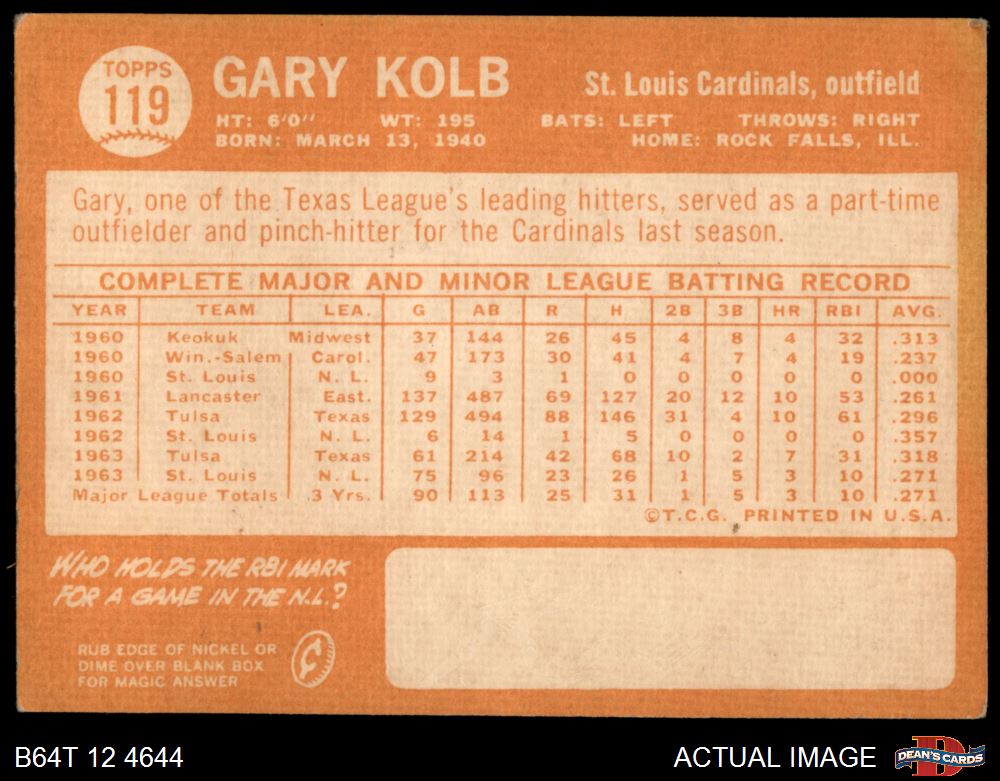 TOPPS
119
GARY KOLB
St. Louis Cardinals, outfield
HT: 6'0" WT: 195 BATS: LEFT THROWS: RIGHT
BORN: MARCH 13, 1940 HOME: ROCK FALLS, ILL.
Gary, one of the Texas League's leading hitters, served as a part-time
outfielder and pinch-hitter for the Cardinals last season.
COMPLETE MAJOR AND MINOR LEAGUE BATTING RECORD
YEAR TEAM LEA. G AB R H 2B 3B HR RBI AVG.
1960 Keokuk Midwest 37 144 26 45 4 8 4 32 .313
1960 Win.-Salem Carol. 47 173 30 41 4 7 4 19 .237
1960 St. Louis N. L. 9 3 1 0 0 0 0 0 .000
1961 Lancaster East. 137 487 69 127 20 12 10 53 .261
1962 Tulsa Texas 129 494 88 146 31 4 10 61 .296
1962 St. Louis N. L. 6 14 1 5 0 0 0 0 .357
1963 Tulsa Texas 61 214 42 68 10 2 7 31 .318
1963 St. Louis N. L. 75 96 23 26 1 5 3 10 .271
Major League Totals .3 Yrs. 90 113 25 31 1 5 3 10 .271
©T.C.G. PRINTED IN U.S.A.
WHO HOLDS THE RBI MARK
FOR A GAME IN THE N.L.?
RUB EDGE OF NICKEL OR
DIME OVER BLANK BOX
FOR MAGIC ANSWER
¢
B64T 12 4644
ACTUAL IMAGE
D
DEAN'S CARDS